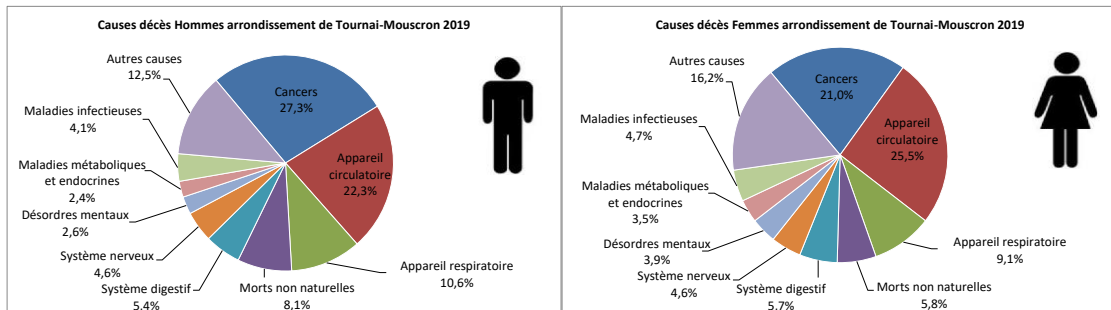 Causes décès Hommes arrondissement de Tournai-Mouscron 2019
Autres causes
12,5%
Cancers
27,3%
Maladies infectieuses
4,1%
Appareil
circulatoire
22,3%
Maladies métaboliques
et endocrines
2,4%
Désordres mentaux
2,6%
Système nerveux
4,6%
Système digestif
5,4%
Morts non naturelles
8,1%
Appareil respiratoire
10,6%
Causes décès Femmes arrondissement de Tournai-Mouscron 2019
Autres causes
16,2%
Cancers
21,0%
Maladies infectieuses
4,7%
Appareil
circulatoire
25,5%
Maladies métaboliques
et endocrines
3,5%
Désordres mentaux
3,9%
Système nerveux
4,6%
Système digestif
5,7%
Morts non naturelles
5,8%
Appareil respiratoire
9,1%